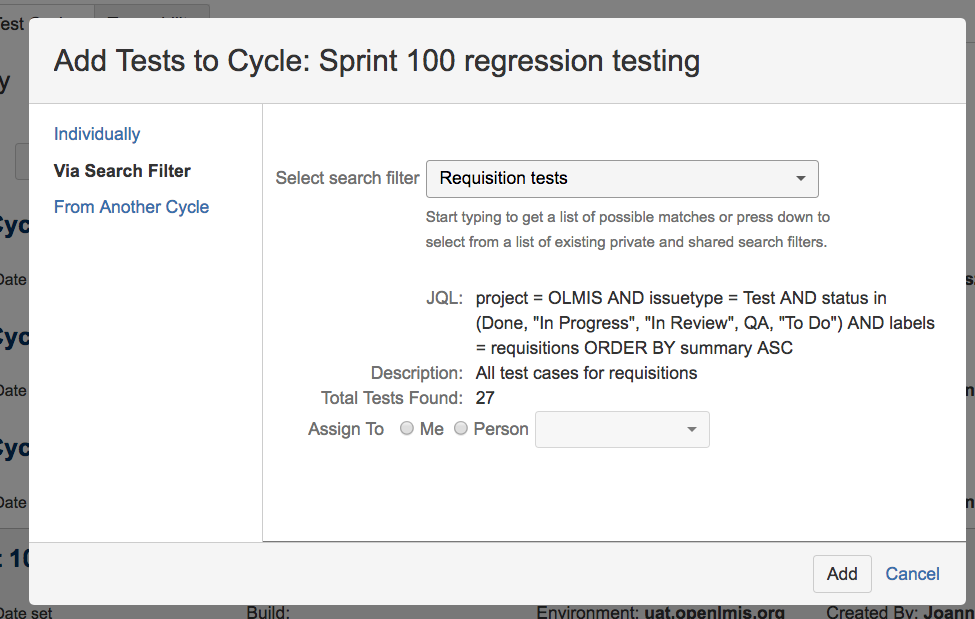 Add Tests to Cycle: Sprint 100 regression testing
Individually
Via Search Filter
From Another Cycle
Select search filter Requisition tests
Start typing to get a list of possible matches or press down to
select from a list of existing private and shared search filters.
JQL: project = OLMIS AND issuetype = Test AND status in
(Done, "In Progress", "In Review", QA, "To Do") AND labels
= requisitions ORDER BY summary ASC
Description: All test cases for requisitions
Total Tests Found: 27
Assign To Me Person
Add Cancel
Date
Date
Date
Date set Build: Environment: uat.openlmis.org Created By: Joann